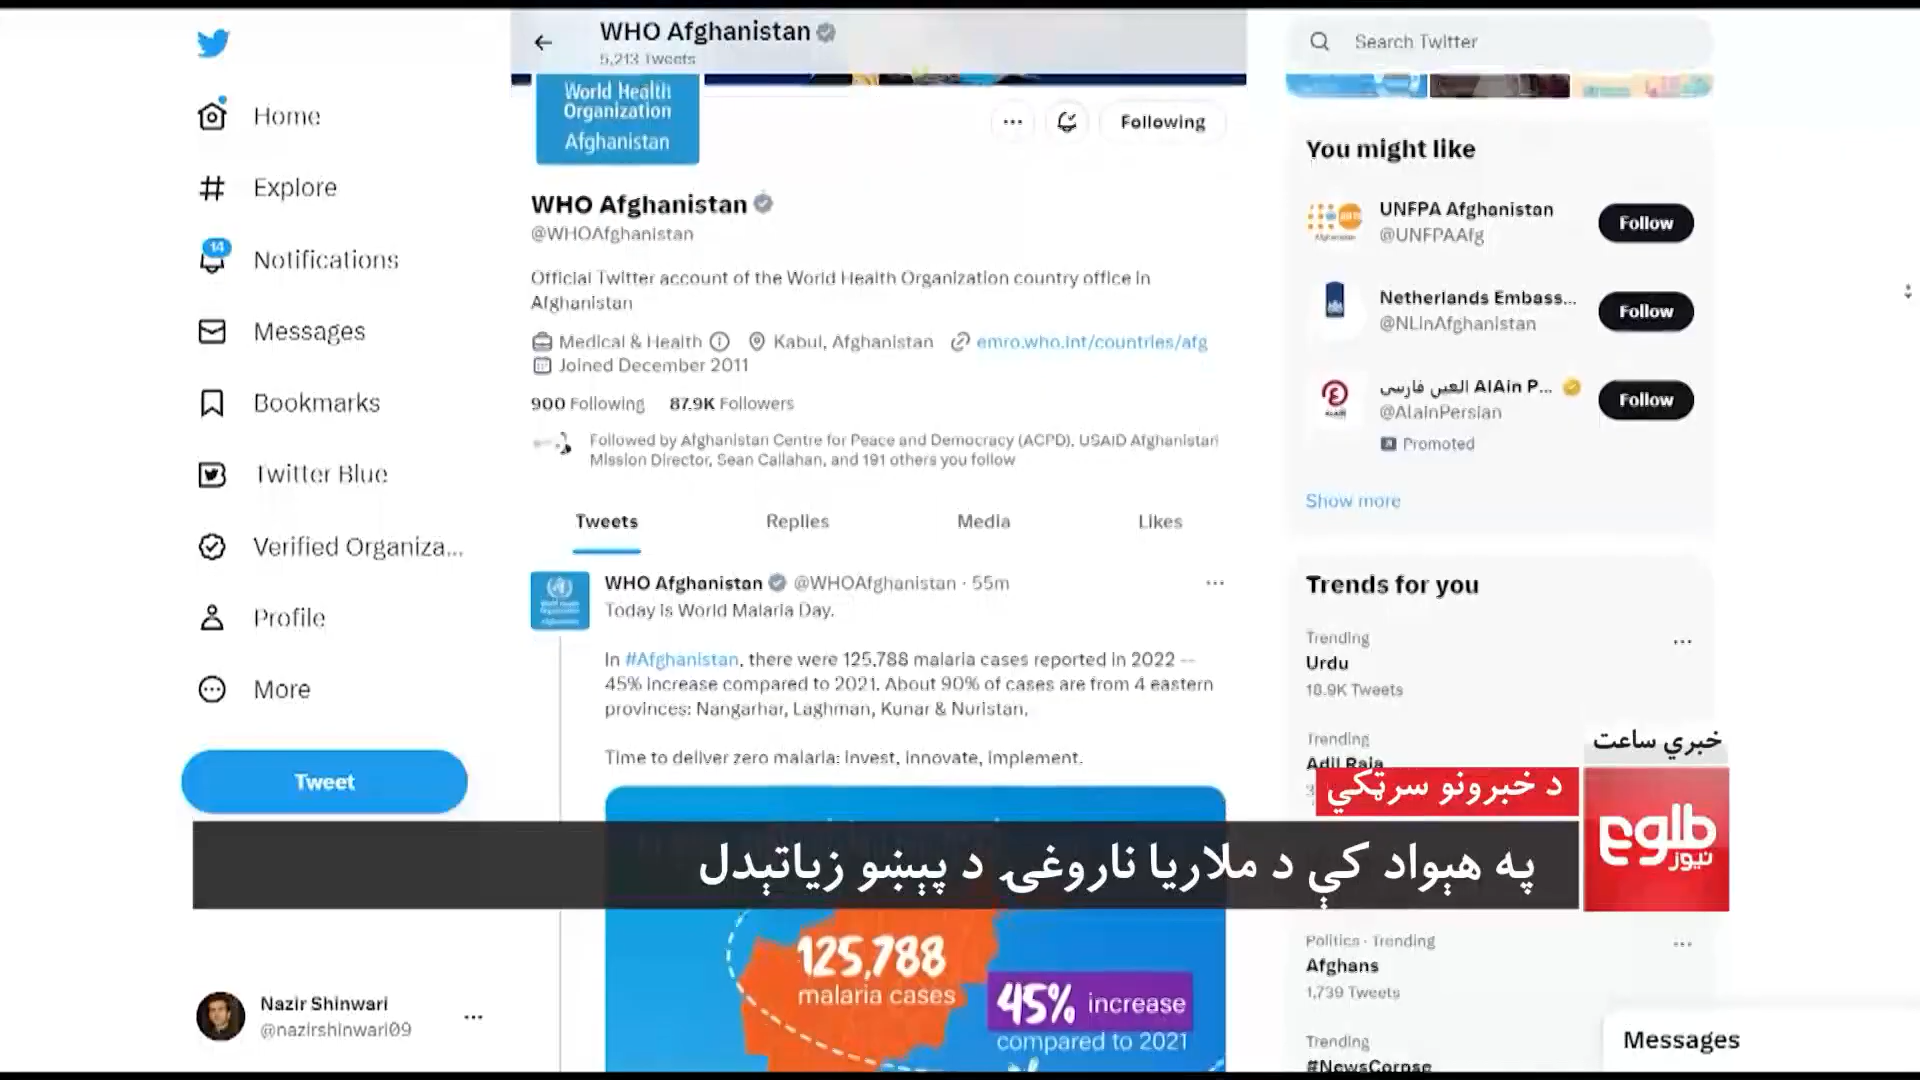 Home
Explore
14
Notifications
Messages
Bookmarks
Twitter Blue
Verified Organiza...
Profile
More
Tweet
Nazir Shinwari
@nazirshinwari09
WHO Afghanistan
5,213 Tweets
World Health
Organization
Afghanistan
Following
WHO Afghanistan
@WHOAfghanistan
Official Twitter account of the World Health Organization country office in
Afghanistan
Medical & Health Kabul, Afghanistan emro.who.int/countries/afg
Joined December 2011
900 Following 87.9K Followers
Followed by Afghanistan Centre for Peace and Democracy (ACPD), USAID Afghanistan
Mission Director, Sean Callahan, and 191 others you follow
Tweets Replies Media Likes
WHO Afghanistan @WHOAfghanistan · 55m
Today is World Malaria Day.
In #Afghanistan, there were 125,788 malaria cases reported in 2022 --
45% increase compared to 2021. About 90% of cases are from 4 eastern
provinces: Nangarhar, Laghman, Kunar & Nuristan.
Time to deliver zero malaria: invest, innovate, implement.
125,788
malaria cases
45% increase
compared to 2021
Search Twitter
You might like
UNFPA Afghanistan
@UNFPAAfg
Follow
Netherlands Embass...
@NLinAfghanistan
Follow
العين فارسی AlAin P...
@AlainPersian
Follow
Promoted
Show more
Trends for you
Trending
Urdu
18.9K Tweets
Trending
Adil Raja
Politics · Trending
Afghans
1,739 Tweets
Trending
#NewsCorpse
Messages
خبري ساعت
د خبرونو سرټکي
طلوع
نیوز
په هېواد کې د ملاریا ناروغۍ د پېښو زیاتېدل